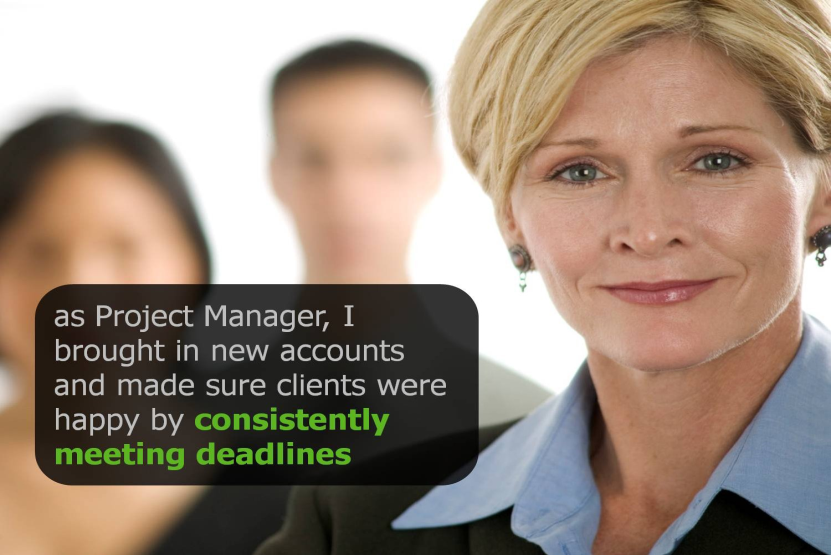 as Project Manager, I
brought in new accounts
and made sure clients were
happy by consistently
meeting deadlines